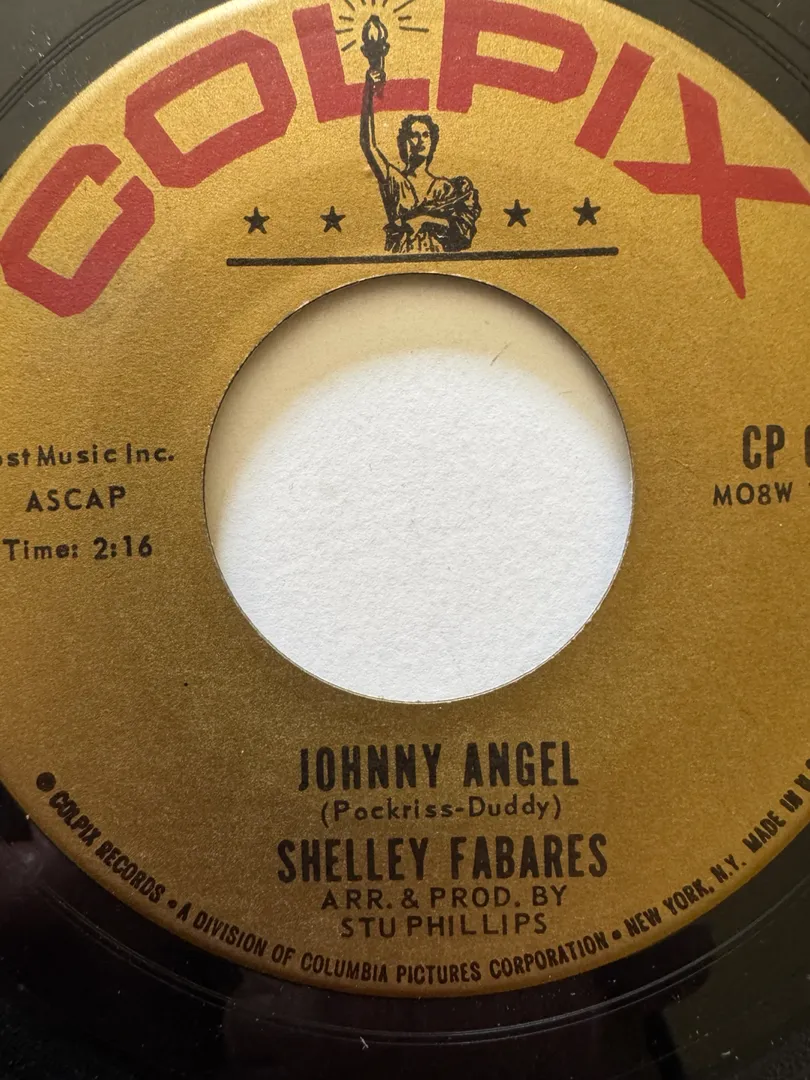 COLPIX
Music Inc.
ASCAP
Time: 2:16
CP
MO8W
JOHNNY ANGEL
(Pockriss-Duddy)
SHELLEY FABARES
ARR. & PROD. BY
STU PHILLIPS
COLPIX RECORDS • A DIVISION OF COLUMBIA PICTURES CORPORATION • NEW YORK, N.Y. MADE IN